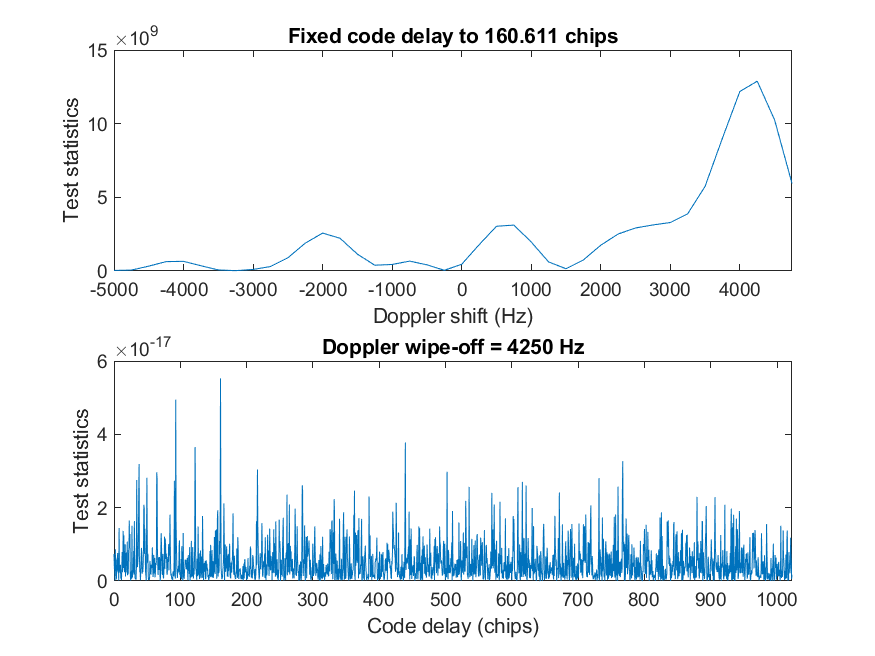 Fixed code delay to 160.611 chips
×10^9
15
10
5
0
Test statistics
-5000 -4000 -3000 -2000 -1000 0 1000 2000 3000 4000
Doppler shift (Hz)
Doppler wipe-off = 4250 Hz
×10^-17
6
4
2
0
Test statistics
0 100 200 300 400 500 600 700 800 900 1000
Code delay (chips)